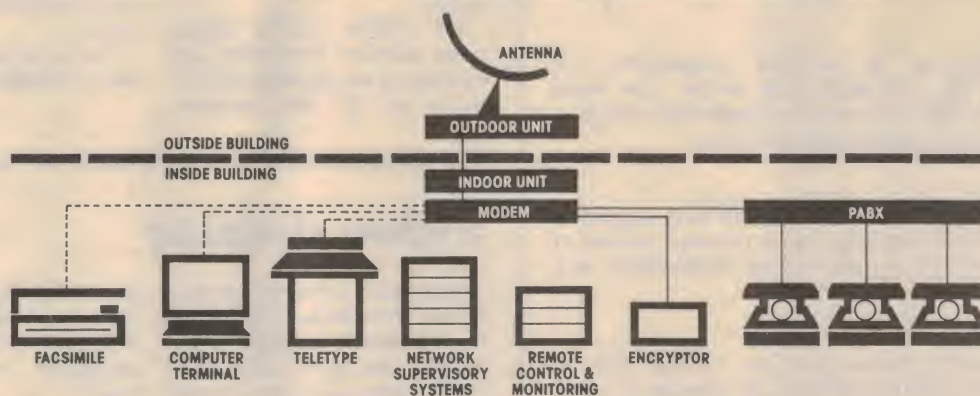 ANTENNA
OUTDOOR UNIT
OUTSIDE BUILDING
INSIDE BUILDING
INDOOR UNIT
MODEM
PABX
FACSIMILE
COMPUTER
TERMINAL
TELETYPE
NETWORK
SUPERVISORY
SYSTEMS
REMOTE
CONTROL &
MONITORING
ENCRYPTOR